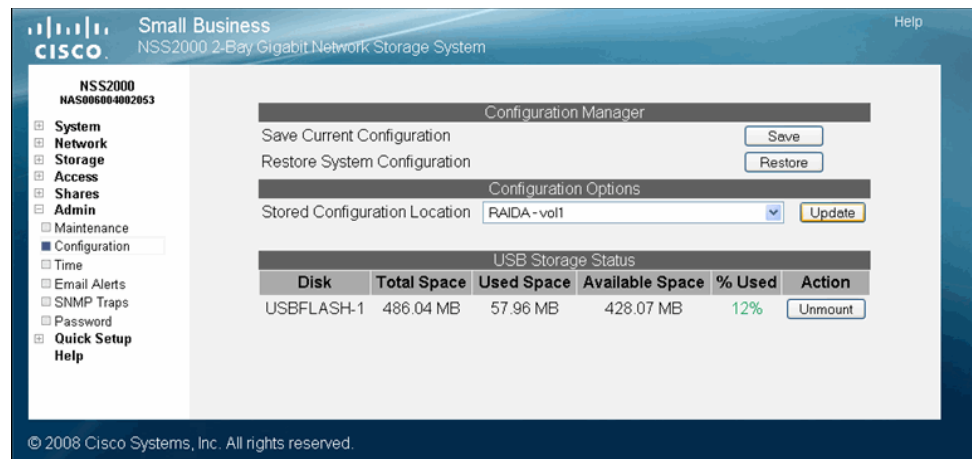 Small Business
CISCO. NSS2000 2-Bay Gigabit Network Storage System
Help
NSS2000
NAS006004002053
System
Network
Storage
Access
Shares
Admin
Maintenance
Configuration
Time
Email Alerts
SNMP Traps
Password
Quick Setup
Help
Configuration Manager
Save Current Configuration Save
Restore System Configuration Restore
Configuration Options
Stored Configuration Location RAIDA-vol1 Update
USB Storage Status
Disk Total Space Used Space Available Space % Used Action
USBFLASH-1 486.04 MB 57.96 MB 428.07 MB 12% Unmount
© 2008 Cisco Systems, Inc. All rights reserved.